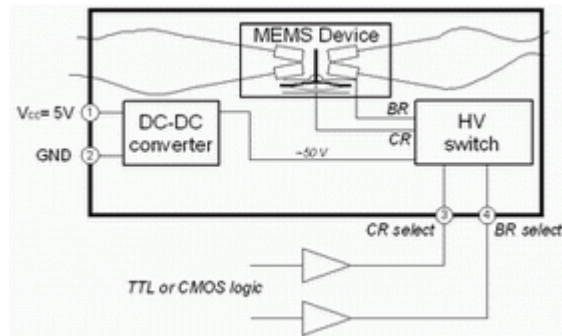 MEMS Device
BR
CR
HV
switch
Vcc= 5V
1
DC-DC
converter
GND
2
~50 V
3
4
CR select
BR select
TTL or CMOS logic